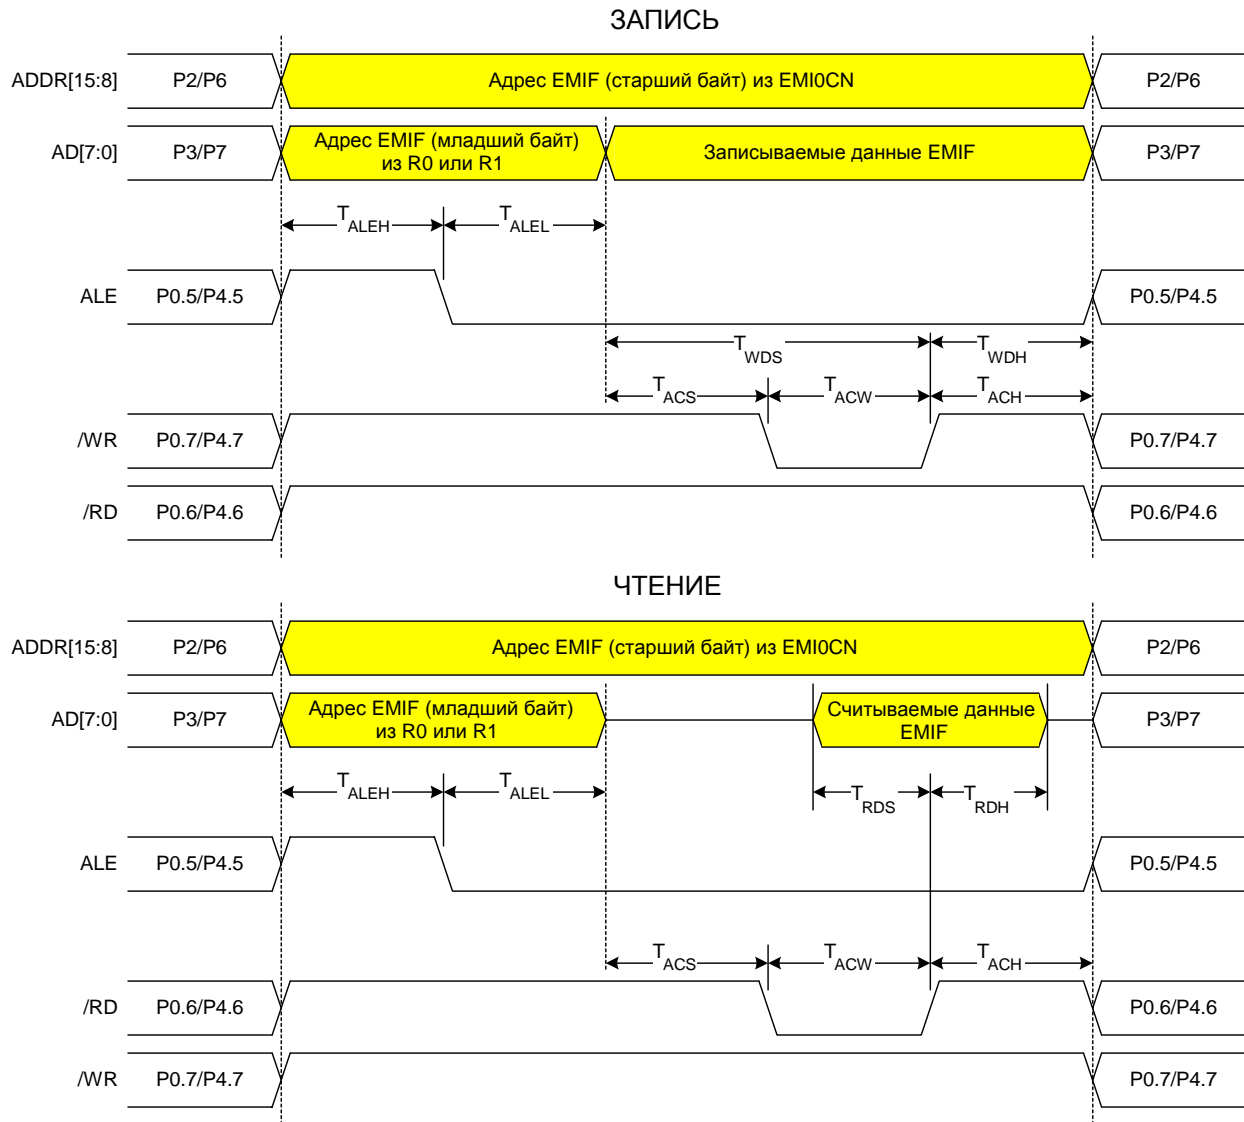 ЗАПИСЬ
ADDR[15:8] P2/P6 Адрес EMIF (старший байт) из EMI0CN P2/P6
AD[7:0] P3/P7 Адрес EMIF (младший байт) из R0 или R1 Записываемые данные EMIF P3/P7
TALEH TALEL
ALE P0.5/P4.5 P0.5/P4.5
TWDS TWDH
TACS TACW TACH
/WR P0.7/P4.7 P0.7/P4.7
/RD P0.6/P4.6 P0.6/P4.6
ЧТЕНИЕ
ADDR[15:8] P2/P6 Адрес EMIF (старший байт) из EMI0CN P2/P6
AD[7:0] P3/P7 Адрес EMIF (младший байт) из R0 или R1 Считываемые данные EMIF P3/P7
TALEH TALEL TRDS TRDH
ALE P0.5/P4.5 P0.5/P4.5
TACS TACW TACH
/RD P0.6/P4.6 P0.6/P4.6
/WR P0.7/P4.7 P0.7/P4.7